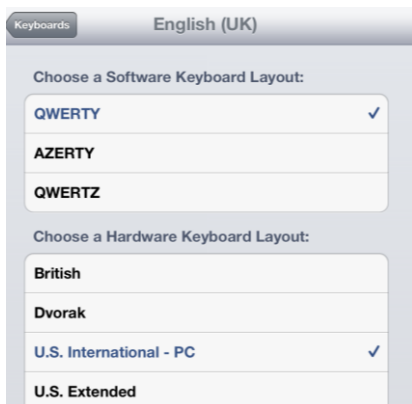 Keyboards
English (UK)
Choose a Software Keyboard Layout:
QWERTY
AZERTY
QWERTZ
Choose a Hardware Keyboard Layout:
British
Dvorak
U.S. International - PC
U.S. Extended